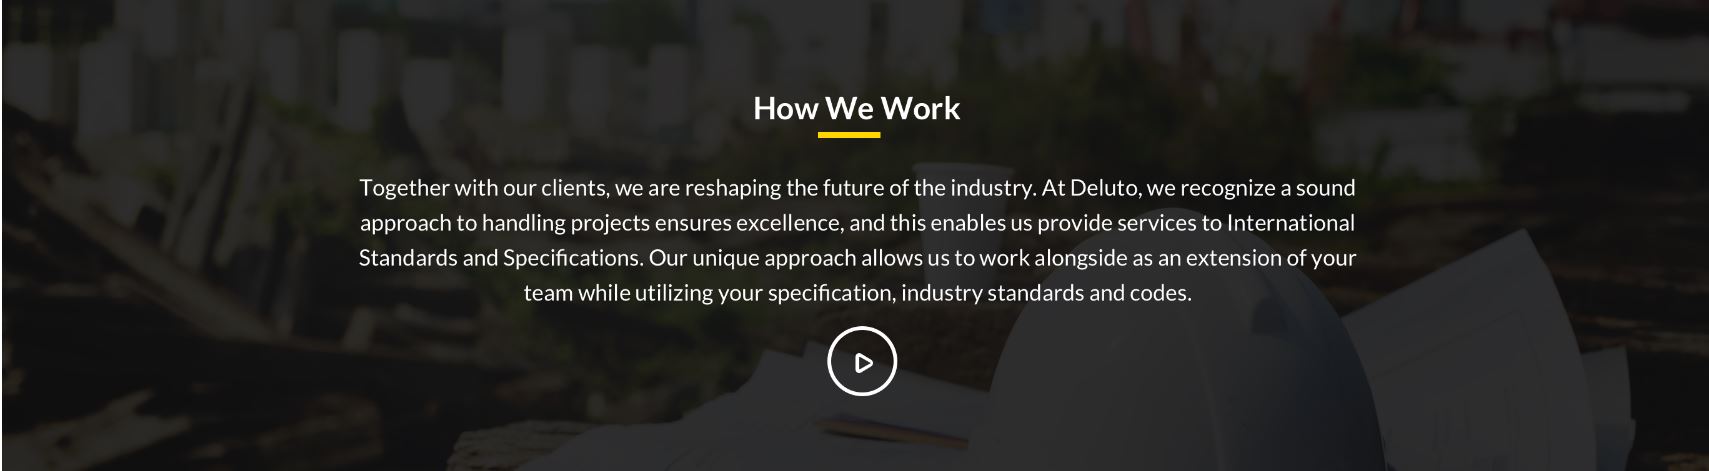 How We Work
Together with our clients, we are reshaping the future of the industry. At Deluto, we recognize a sound
approach to handling projects ensures excellence, and this enables us provide services to International
Standards and Specifications. Our unique approach allows us to work alongside as an extension of your
team while utilizing your specification, industry standards and codes.